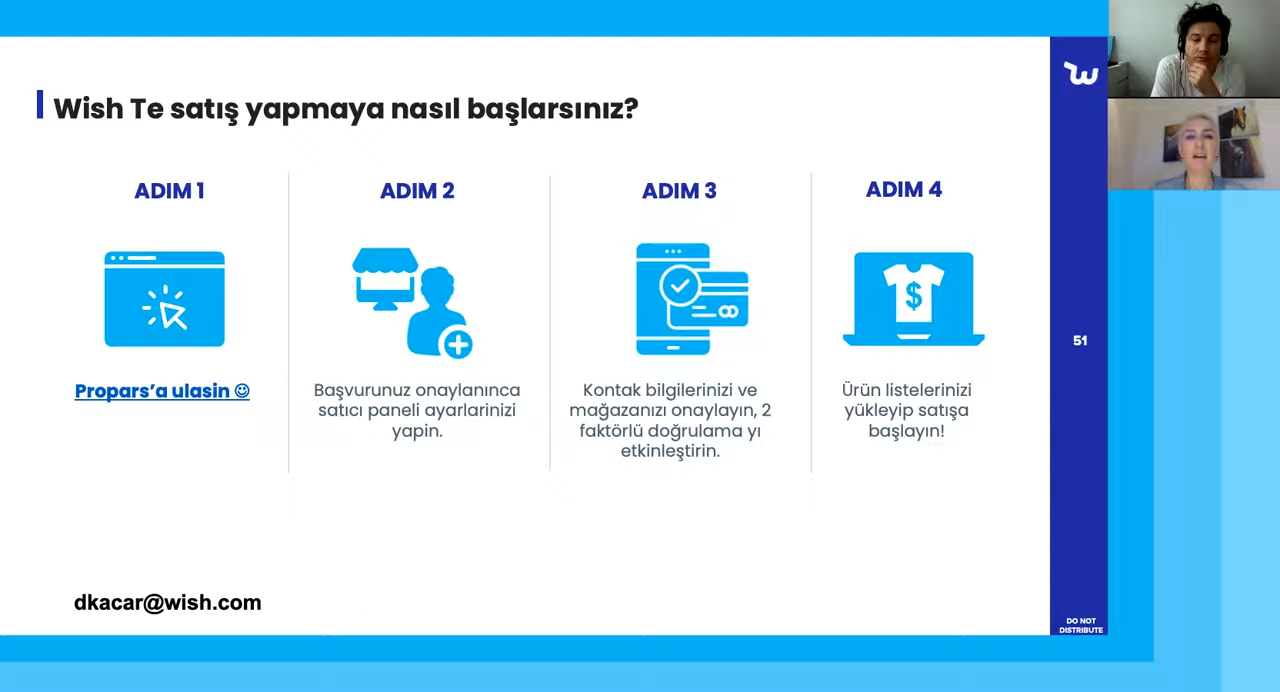 Wish Te satış yapmaya nasıl başlarsınız?
ADIM 1
Propars’a ulasin ☺
ADIM 2
Başvurunuz onaylanınca
satıcı paneli ayarlarinizi
yapin.
ADIM 3
Kontak bilgilerinizi ve
mağazanızı onaylayın, 2
faktörlü doğrulama yı
etkinleştirin.
ADIM 4
$
Ürün listelerinizi
yükleyip satışa
başlayın!
dkacar@wish.com
w
51
DO NOT
DISTRIBUTE